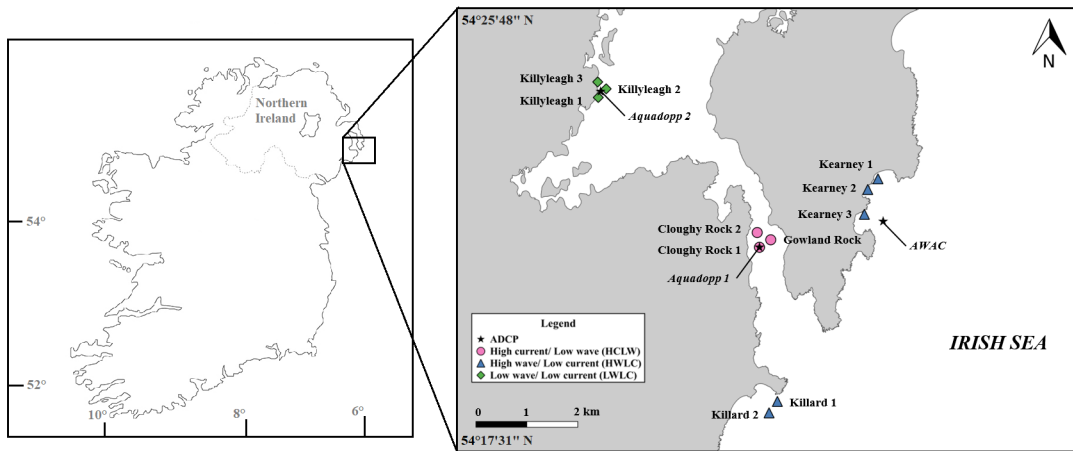 Northern
Ireland
54°
52°
10°
8°
6°
54°25'48" N
N
Killyleagh 3
Killyleagh 2
Killyleagh 1
Aquadopp 2
Kearney 1
Kearney 2
Kearney 3
AWAC
Cloughy Rock 2
Gowland Rock
Cloughy Rock 1
Aquadopp 1
IRISH SEA
Legend
ADCP
High current/ Low wave (HCLW)
High wave/ Low current (HWLC)
Low wave/ Low current (LWLC)
0 1 2 km
Killard 1
Killard 2
54°17'31" N